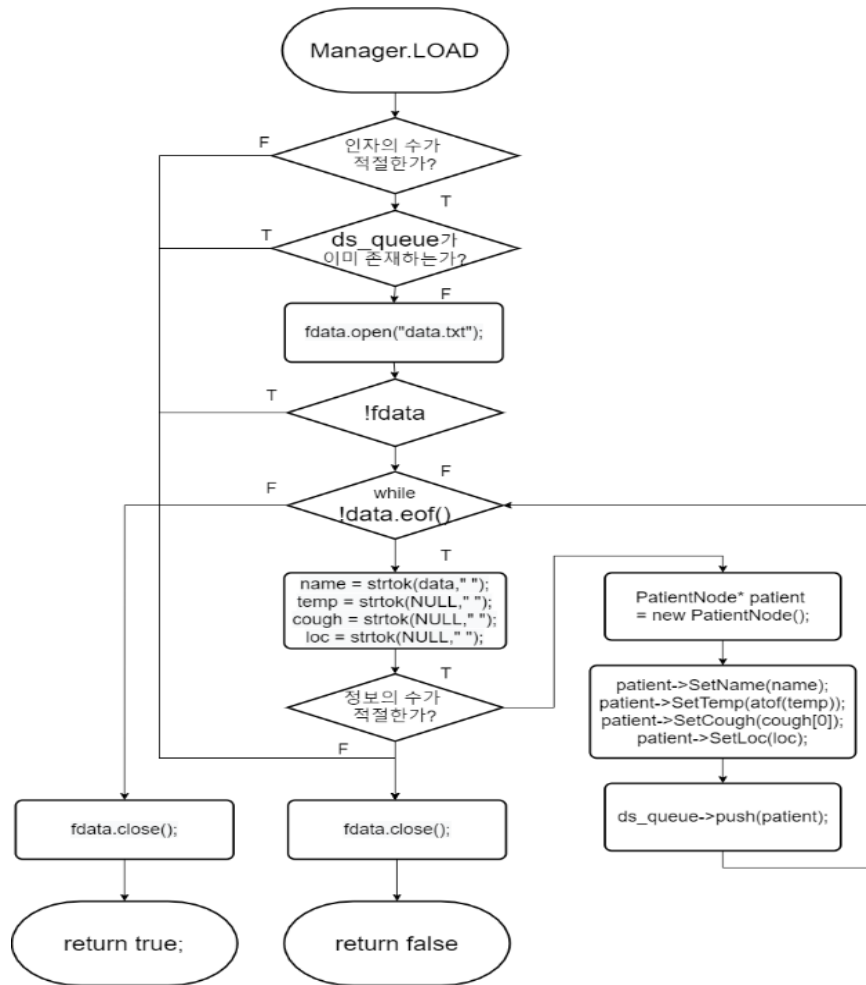 Manager.LOAD
인자의 수가
적절한가?
F
T
ds_queue가
이미 존재하는가?
T
F
fdata.open("data.txt");
!fdata
T
F
while
!data.eof()
F
T
name = strtok(data," ");
temp = strtok(NULL," ");
cough = strtok(NULL," ");
loc = strtok(NULL," ");
정보의 수가
적절한가?
T
F
PatientNode* patient
= new PatientNode();
patient->SetName(name);
patient->SetTemp(atof(temp));
patient->SetCough(cough[0]);
patient->SetLoc(loc);
ds_queue->push(patient);
fdata.close();
fdata.close();
return true;
return false